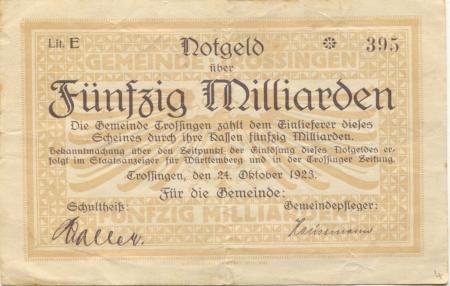 Lit. E Notgeld * 395
GEMEINDE TROSSINGEN
über
Fünfzig Milliarden
Die Gemeinde Trossingen zahlt dem Einlieferer dieses
Scheines durch ihre Kassen fünfzig Milliarden.
Bekanntmachung über den Zeitpunkt der Einlösung dieses Notgeldes er-
folgt im Staatsanzeiger für Württemberg und in der Trossinger Zeitung.
Trossingen, den 24. Oktober 1923.
Für die Gemeinde:
Schultheiß: Gemeindepfleger:
Haller. Hausmann
FÜNFZIG MILLIARDEN